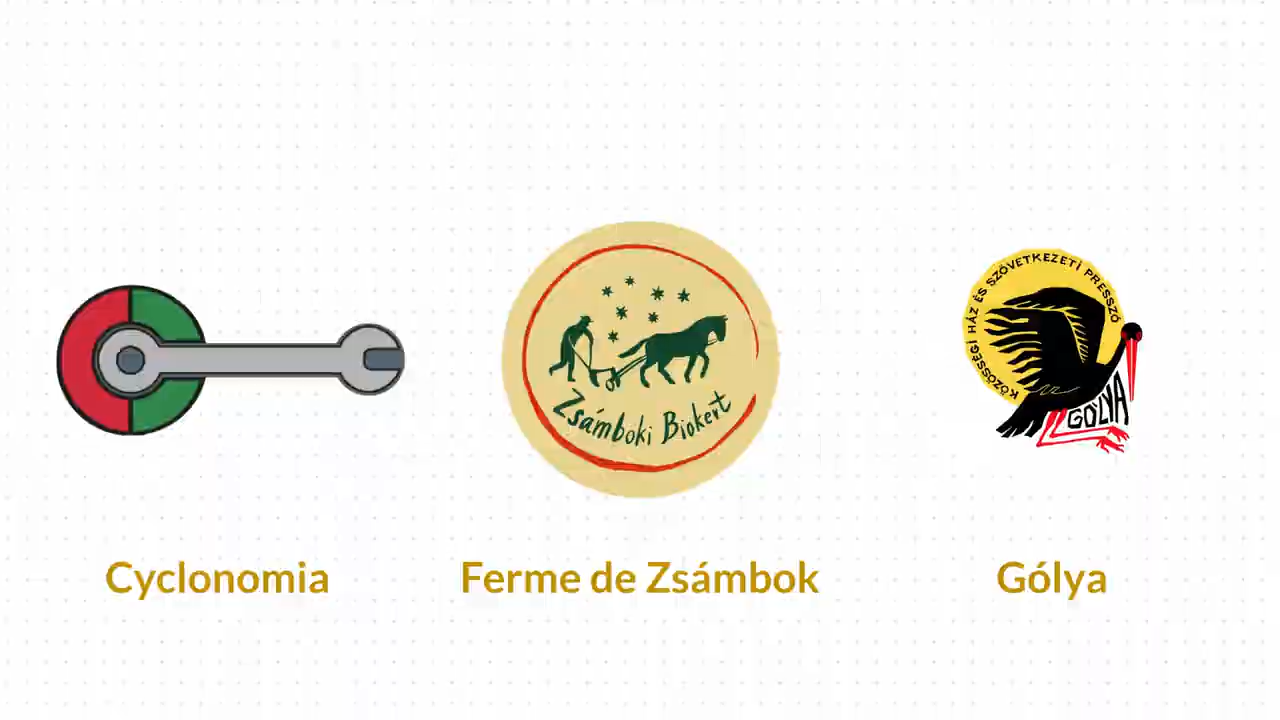 Zsámboki Biokert
KÖZÖSSÉGI HÁZ ÉS SZÖVETKEZETI PRESSZÓ
GÓLYA
Cyclonomia
Ferme de Zsámbok
Gólya